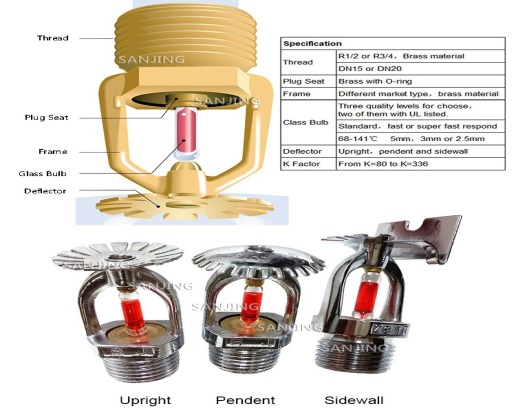 Thread
SANJING
Plug Seat
SANJING
Frame
Glass Bulb
Deflector
SANJING
Specification
Thread
R1/2 or R3/4, Brass material
DN15 or DN20
Plug Seat
Brass with O-ring
Frame
Different market type, brass material
Class Bulb
Three quality levels for choose,
two of them with UL listed.
Standard, fast or super fast respond
68-141℃ 5mm, 3mm or 2.5mm
Deflector
Upright, pendent and sidewall
K Factor
From K=80 to K=336
SANJING
SANJING
SANJING
SANJING
SANJING
SANJING
Upright
Pendent
Sidewall